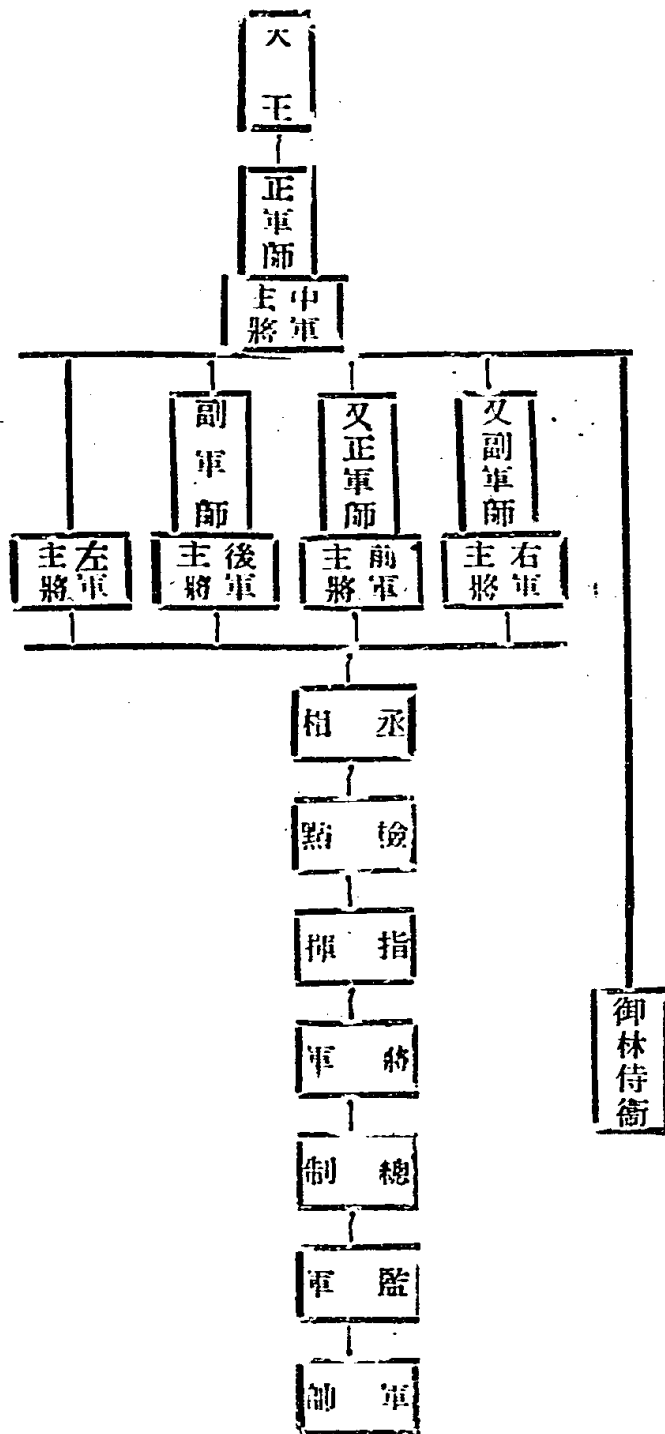 天王
正軍師
中軍
主將
又副軍師
又正軍師
副軍師
右軍
主將
前軍
主將
後軍
主將
左軍
主將
丞相
檢點
指揮
將軍
總制
監軍
軍帥
御林侍衛